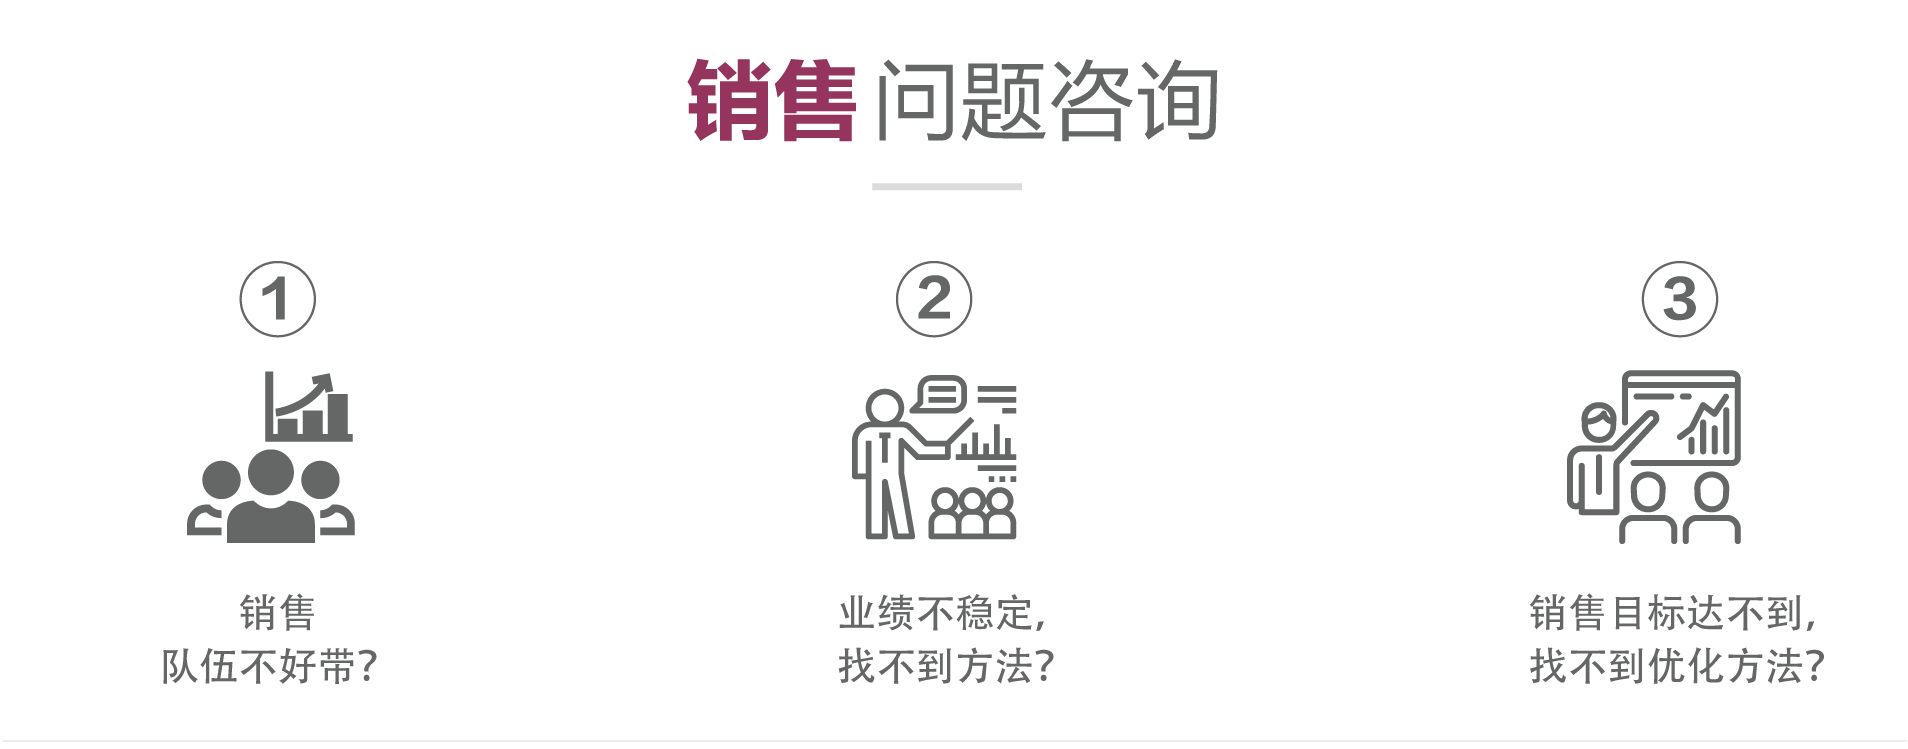 销售 问题咨询
1
2
3
销售
队伍不好带?
业绩不稳定,
找不到方法?
销售目标达不到,
找不到优化方法?